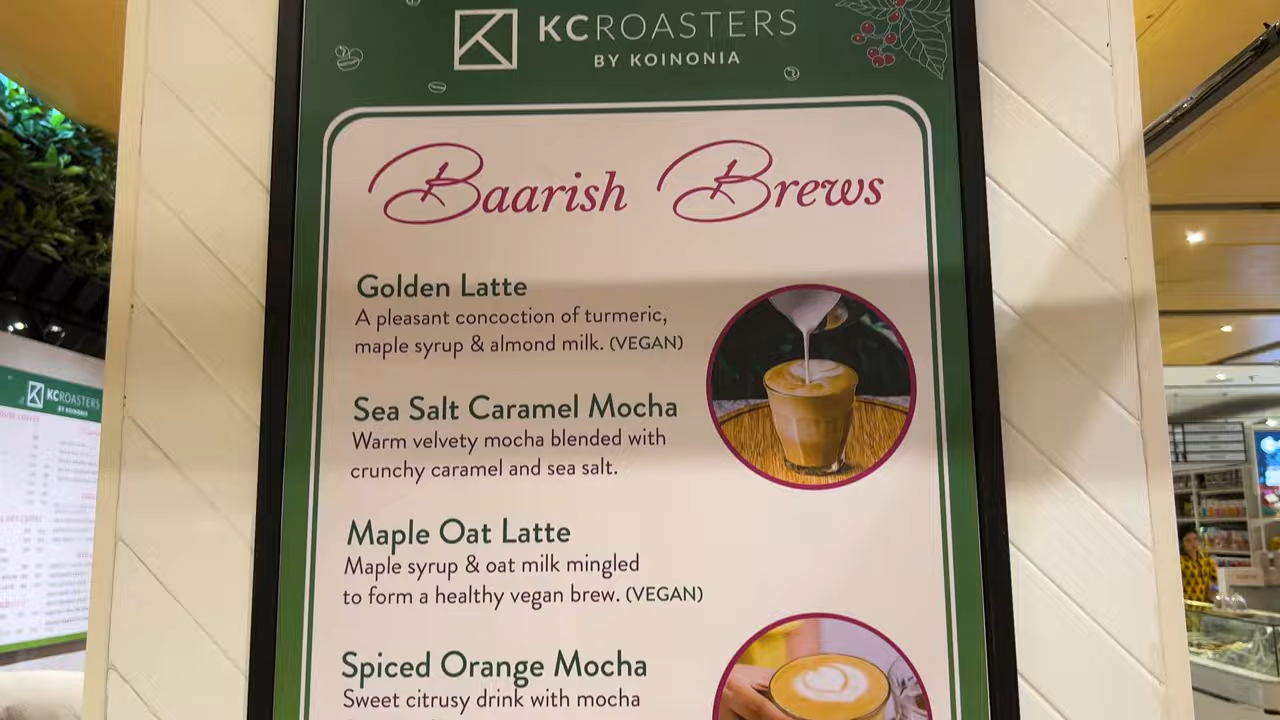 KCROASTERS
BY KOINONIA
Baarish Brews
Golden Latte
A pleasant concoction of turmeric,
maple syrup & almond milk. (VEGAN)
Sea Salt Caramel Mocha
Warm velvety mocha blended with
crunchy caramel and sea salt.
Maple Oat Latte
Maple syrup & oat milk mingled
to form a healthy vegan brew. (VEGAN)
Spiced Orange Mocha
Sweet citrusy drink with mocha
KCROASTERS
BY KOINONIA